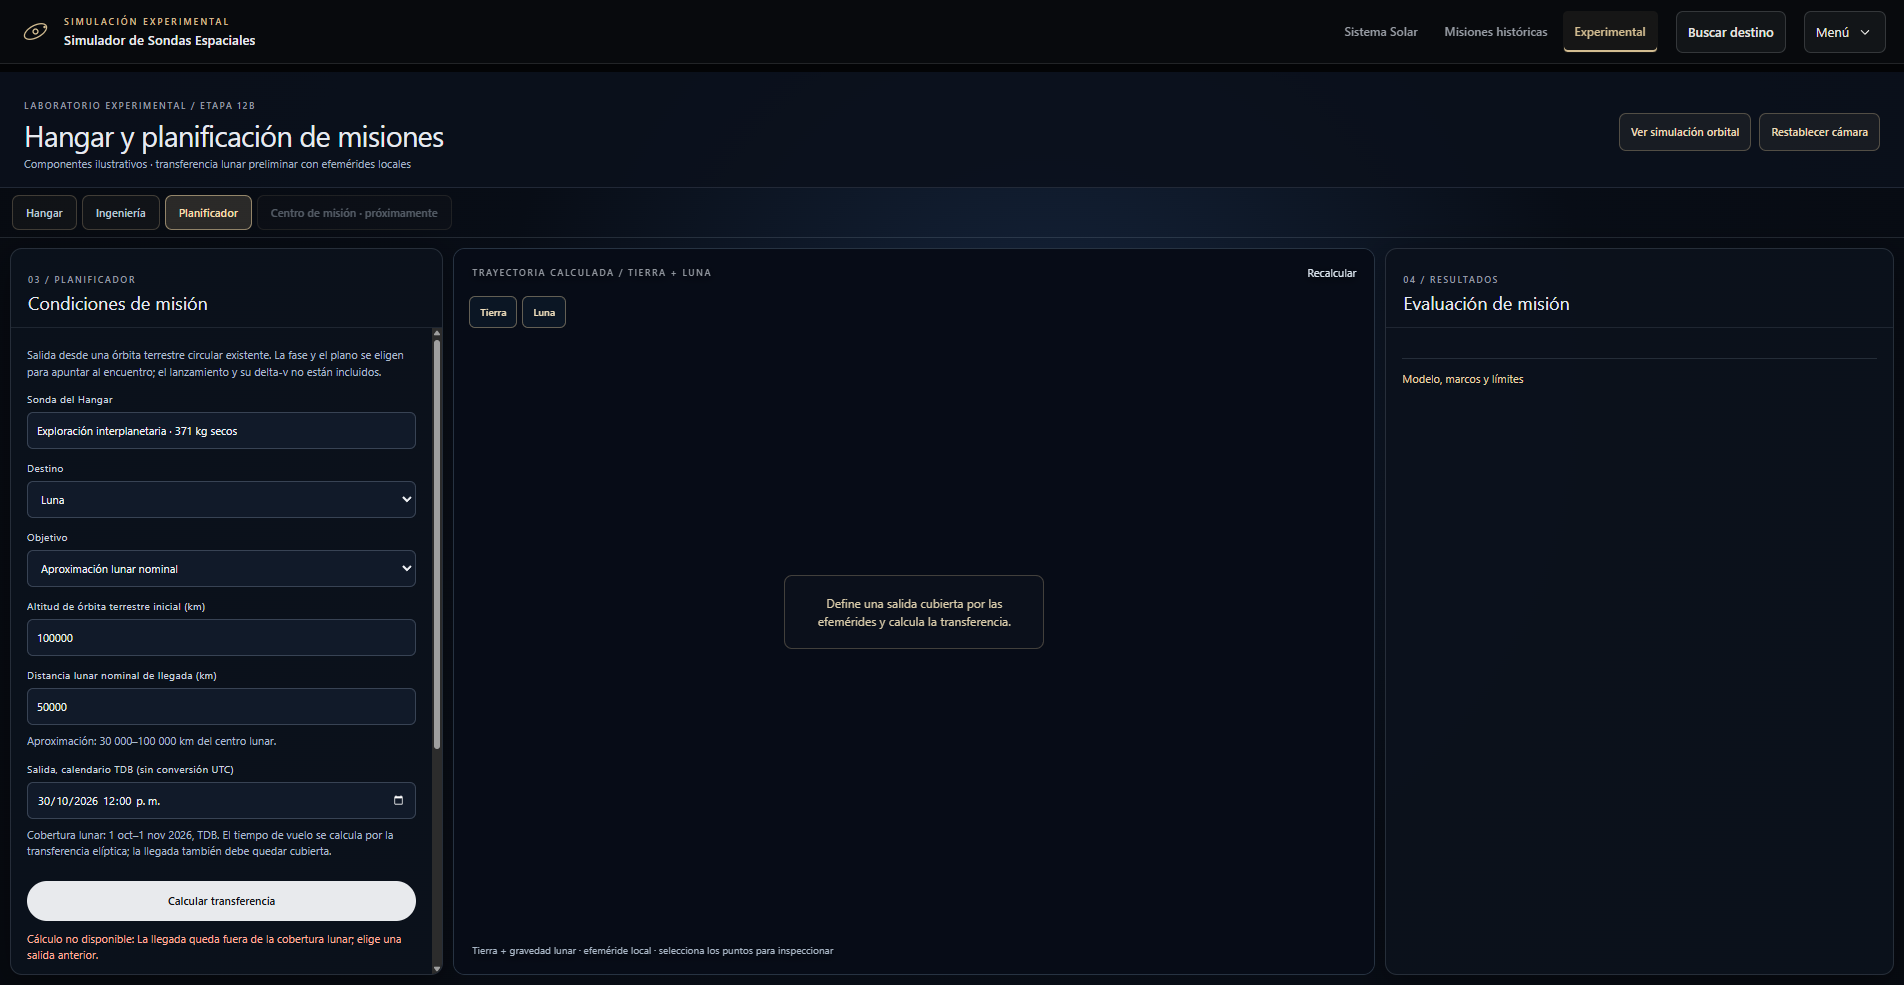 SIMULACIÓN EXPERIMENTAL
Simulador de Sondas Espaciales
Sistema Solar
Misiones históricas
Experimental
Buscar destino
Menú
LABORATORIO EXPERIMENTAL / ETAPA 12B
Hangar y planificación de misiones
Componentes ilustrativos · transferencia lunar preliminar con efemérides locales
Ver simulación orbital
Restablecer cámara
Hangar
Ingeniería
Planificador
Centro de misión · próximamente
03 / PLANIFICADOR
Condiciones de misión
Salida desde una órbita terrestre circular existente. La fase y el plano se eligen
para apuntar al encuentro; el lanzamiento y su delta-v no están incluidos.
Sonda del Hangar
Exploración interplanetaria · 371 kg secos
Destino
Luna
Objetivo
Aproximación lunar nominal
Altitud de órbita terrestre inicial (km)
100000
Distancia lunar nominal de llegada (km)
50000
Aproximación: 30 000–100 000 km del centro lunar.
Salida, calendario TDB (sin conversión UTC)
30/10/2026 12:00 p. m.
Cobertura lunar: 1 oct–1 nov 2026, TDB. El tiempo de vuelo se calcula por la
transferencia elíptica; la llegada también debe quedar cubierta.
Calcular transferencia
Cálculo no disponible: La llegada queda fuera de la cobertura lunar; elige una
salida anterior.
TRAYECTORIA CALCULADA / TIERRA + LUNA
Recalcular
Tierra
Luna
Define una salida cubierta por las
efemérides y calcula la transferencia.
Tierra + gravedad lunar · efeméride local · selecciona los puntos para inspeccionar
04 / RESULTADOS
Evaluación de misión
Modelo, marcos y límites